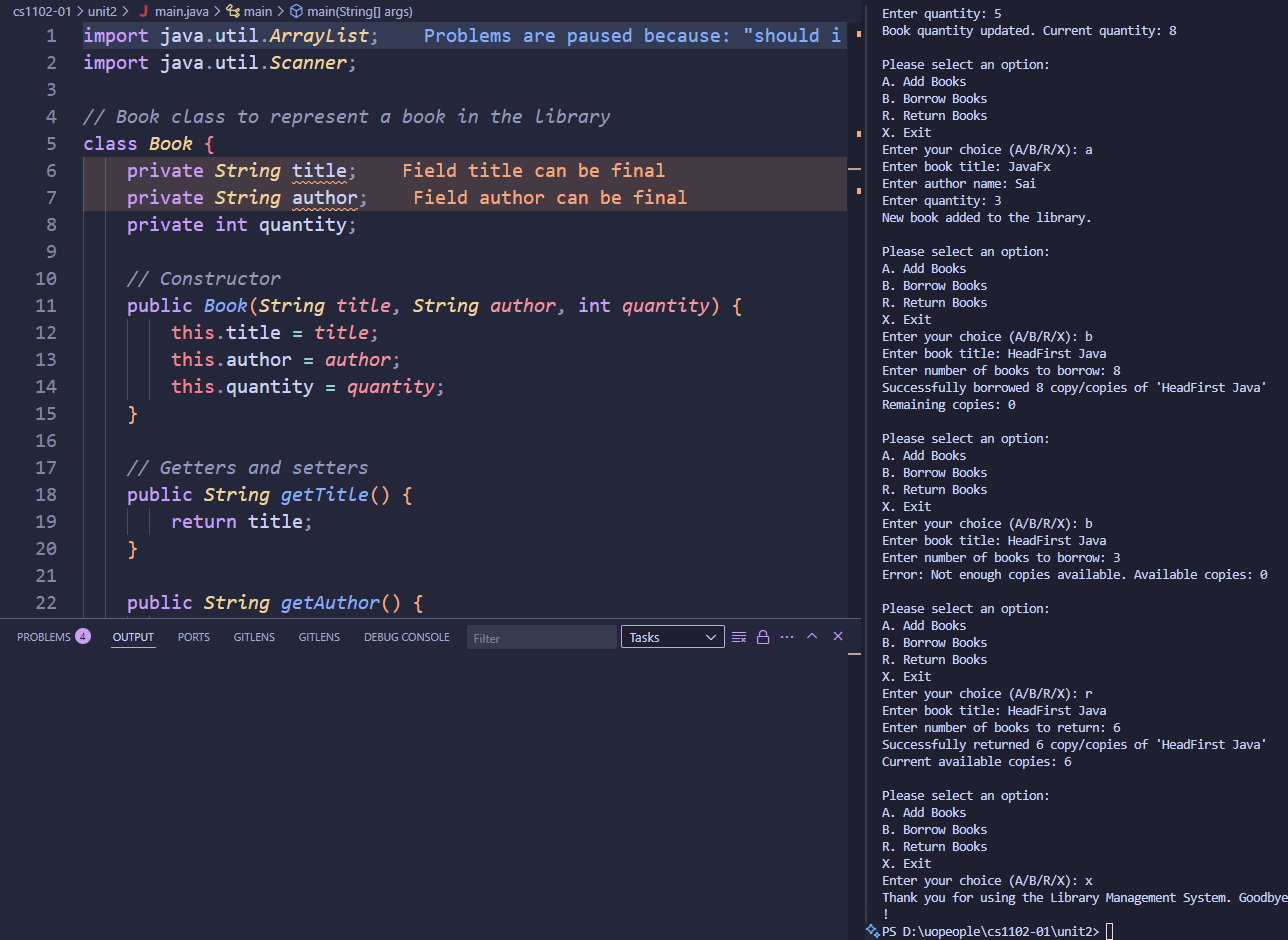 cs1102-01 > unit2 > J main.java > main > main(String[] args)
1 import java.util.ArrayList; Problems are paused because: "should i
2 import java.util.Scanner;
3
4 // Book class to represent a book in the library
5 class Book {
6 private String title; Field title can be final
7 private String author; Field author can be final
8 private int quantity;
9
10 // Constructor
11 public Book(String title, String author, int quantity) {
12 this.title = title;
13 this.author = author;
14 this.quantity = quantity;
15 }
16
17 // Getters and setters
18 public String getTitle() {
19 return title;
20 }
21
22 public String getAuthor() {
PROBLEMS 4 OUTPUT PORTS GITLENS GITLENS DEBUG CONSOLE Filter Tasks
Enter quantity: 5
Book quantity updated. Current quantity: 8
Please select an option:
A. Add Books
B. Borrow Books
R. Return Books
X. Exit
Enter your choice (A/B/R/X): a
Enter book title: JavaFx
Enter author name: Sai
Enter quantity: 3
New book added to the library.
Please select an option:
A. Add Books
B. Borrow Books
R. Return Books
X. Exit
Enter your choice (A/B/R/X): b
Enter book title: HeadFirst Java
Enter number of books to borrow: 8
Successfully borrowed 8 copy/copies of 'HeadFirst Java'
Remaining copies: 0
Please select an option:
A. Add Books
B. Borrow Books
R. Return Books
X. Exit
Enter your choice (A/B/R/X): b
Enter book title: HeadFirst Java
Enter number of books to borrow: 3
Error: Not enough copies available. Available copies: 0
Please select an option:
A. Add Books
B. Borrow Books
R. Return Books
X. Exit
Enter your choice (A/B/R/X): r
Enter book title: HeadFirst Java
Enter number of books to return: 6
Successfully returned 6 copy/copies of 'HeadFirst Java'
Current available copies: 6
Please select an option:
A. Add Books
B. Borrow Books
R. Return Books
X. Exit
Enter your choice (A/B/R/X): x
Thank you for using the Library Management System. Goodbye
!
PS D:\uopeople\cs1102-01\unit2>